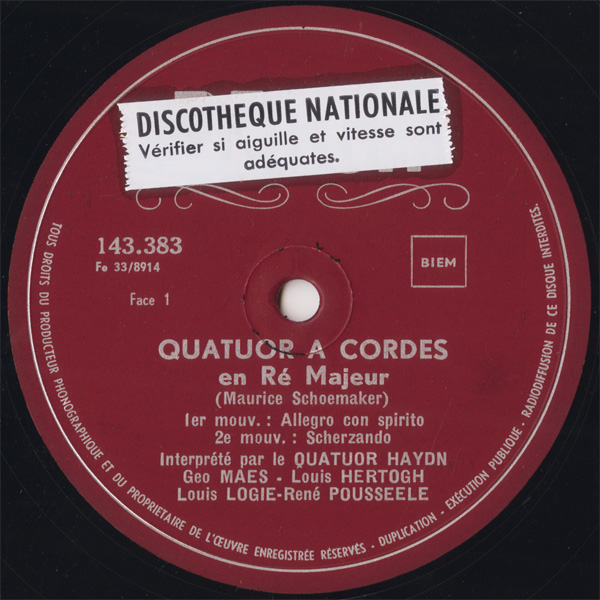 DISCOTHEQUE NATIONALE
Vérifier si aiguille et vitesse sont
adéquates.
143.383
Fe 33/8914
BIEM
Face 1
QUATUOR A CORDES
en Ré Majeur
(Maurice Schoemaker)
1er mouv. : Allegro con spirito
2e mouv. : Scherzando
Interprété par le QUATUOR HAYDN
Geo MAES - Louis HERTOGH
Louis LOGIE-René POUSSEELE
TOUS DROITS DU PRODUCTEUR PHONOGRAPHIQUE ET DU PROPRIETAIRE DE L'ŒUVRE ENREGISTRÉE RÉSERVÉS - DUPLICATION - EXÉCUTION PUBLIQUE - RADIODIFFUSION DE CE DISQUE INTERDITES.